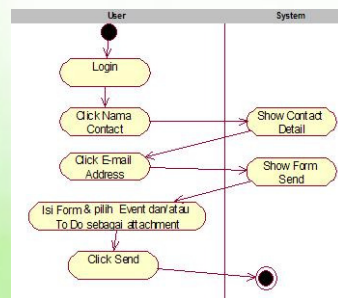 User
System
Login
Click Nama
Contact
Show Contact
Detail
Click E-mail
Address
Show Form
Send
Isi Form & pilih Event dan/atau
To Do sebagai attachment
Click Send